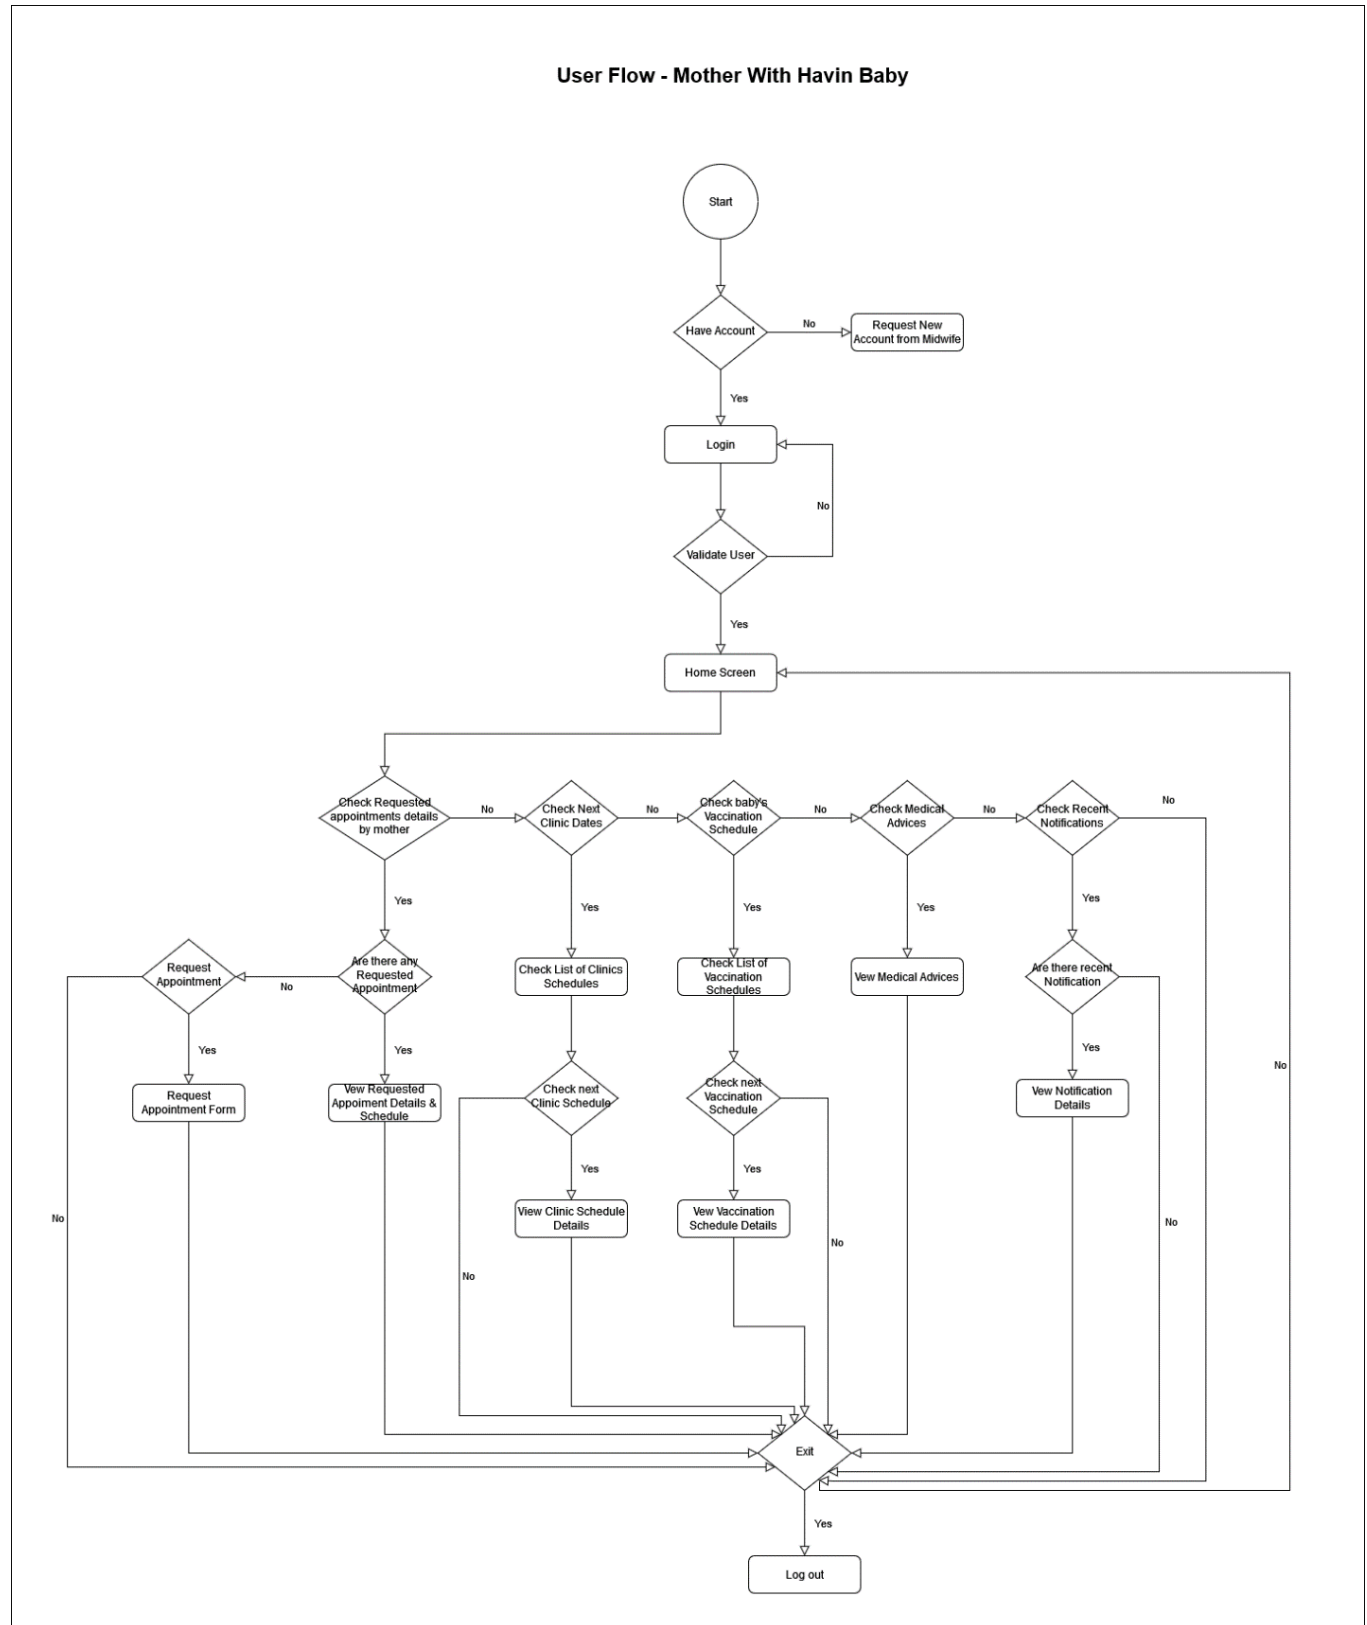 User Flow - Mother With Havin Baby
Start
Have Account
No
Request New
Account from Midwife
Yes
Login
No
Validate User
Yes
Home Screen
Check Requested
appointments details
by mother
No
Check Next
Clinic Dates
No
Check baby's
Vaccination
Schedule
No
Check Medical
Advices
No
Check Recent
Notifications
No
Yes
Yes
Yes
Yes
Yes
Request
Appointment
No
Are there any
Requested
Appointment
Check List of Clinics
Schedules
Check List of
Vaccination
Schedules
Vew Medical Advices
Are there recent
Notification
Yes
Yes
Yes
No
Request
Appointment Form
Vew Requested
Appoiment Details &
Schedule
Check next
Clinic Schedule
Check next
Vaccination
Schedule
Vew Notification
Details
Yes
Yes
No
View Clinic Schedule
Details
Vew Vaccination
Schedule Details
No
No
No
Exit
Yes
Log out